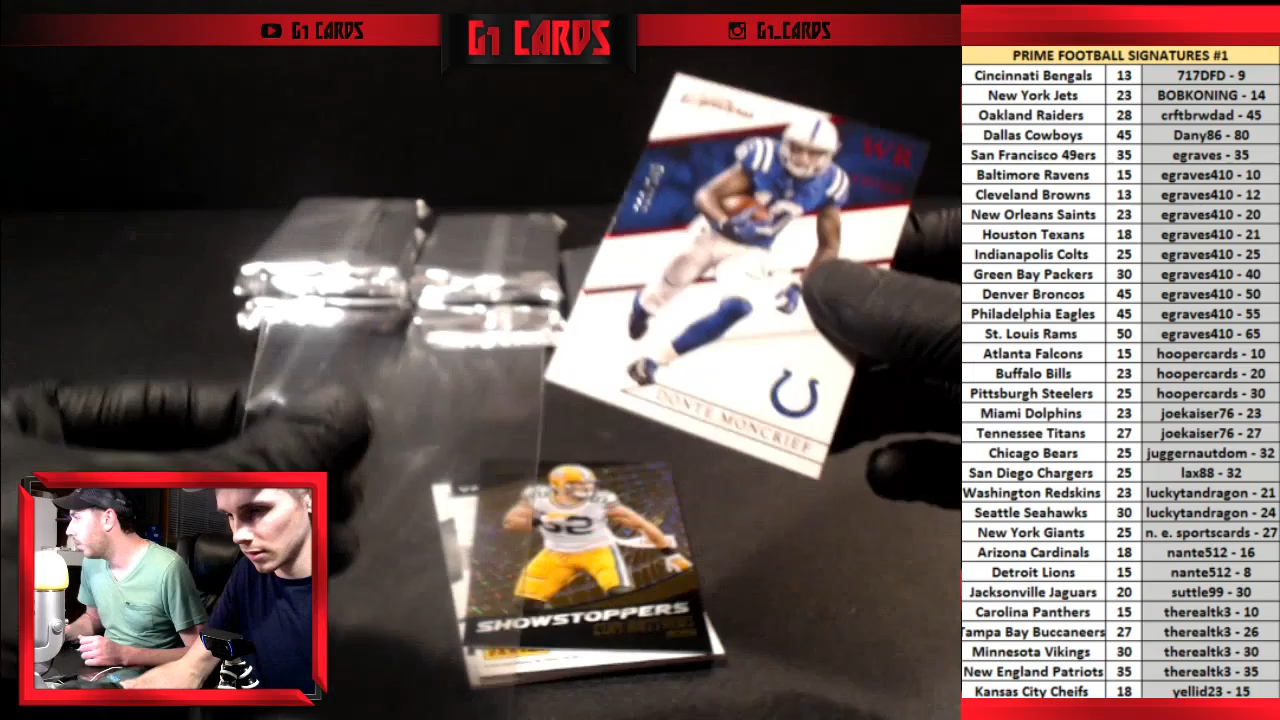 G1 CARDS
G1 CARDS
G1_CARDS
WR
DONTE MONCRIEF
52
SHOWSTOPPERS
PRIME FOOTBALL SIGNATURES #1
Cincinnati Bengals 13 717DFD - 9
New York Jets 23 BOBKONING - 14
Oakland Raiders 28 crftbrwdad - 45
Dallas Cowboys 45 Dany86 - 80
San Francisco 49ers 35 egraves - 35
Baltimore Ravens 15 egraves410 - 10
Cleveland Browns 13 egraves410 - 12
New Orleans Saints 23 egraves410 - 20
Houston Texans 18 egraves410 - 21
Indianapolis Colts 25 egraves410 - 25
Green Bay Packers 30 egraves410 - 40
Denver Broncos 45 egraves410 - 50
Philadelphia Eagles 45 egraves410 - 55
St. Louis Rams 50 egraves410 - 65
Atlanta Falcons 15 hoopercards - 10
Buffalo Bills 23 hoopercards - 20
Pittsburgh Steelers 25 hoopercards - 30
Miami Dolphins 23 joekaiser76 - 23
Tennessee Titans 27 joekaiser76 - 27
Chicago Bears 25 juggernautdom - 32
San Diego Chargers 25 lax88 - 32
Washington Redskins 23 luckytandragon - 21
Seattle Seahawks 30 luckytandragon - 24
New York Giants 25 n. e. sportscards - 27
Arizona Cardinals 18 nante512 - 16
Detroit Lions 15 nante512 - 8
Jacksonville Jaguars 20 suttle99 - 30
Carolina Panthers 15 therealtk3 - 10
Tampa Bay Buccaneers 27 therealtk3 - 26
Minnesota Vikings 30 therealtk3 - 30
New England Patriots 35 therealtk3 - 35
Kansas City Cheifs 18 yellid23 - 15